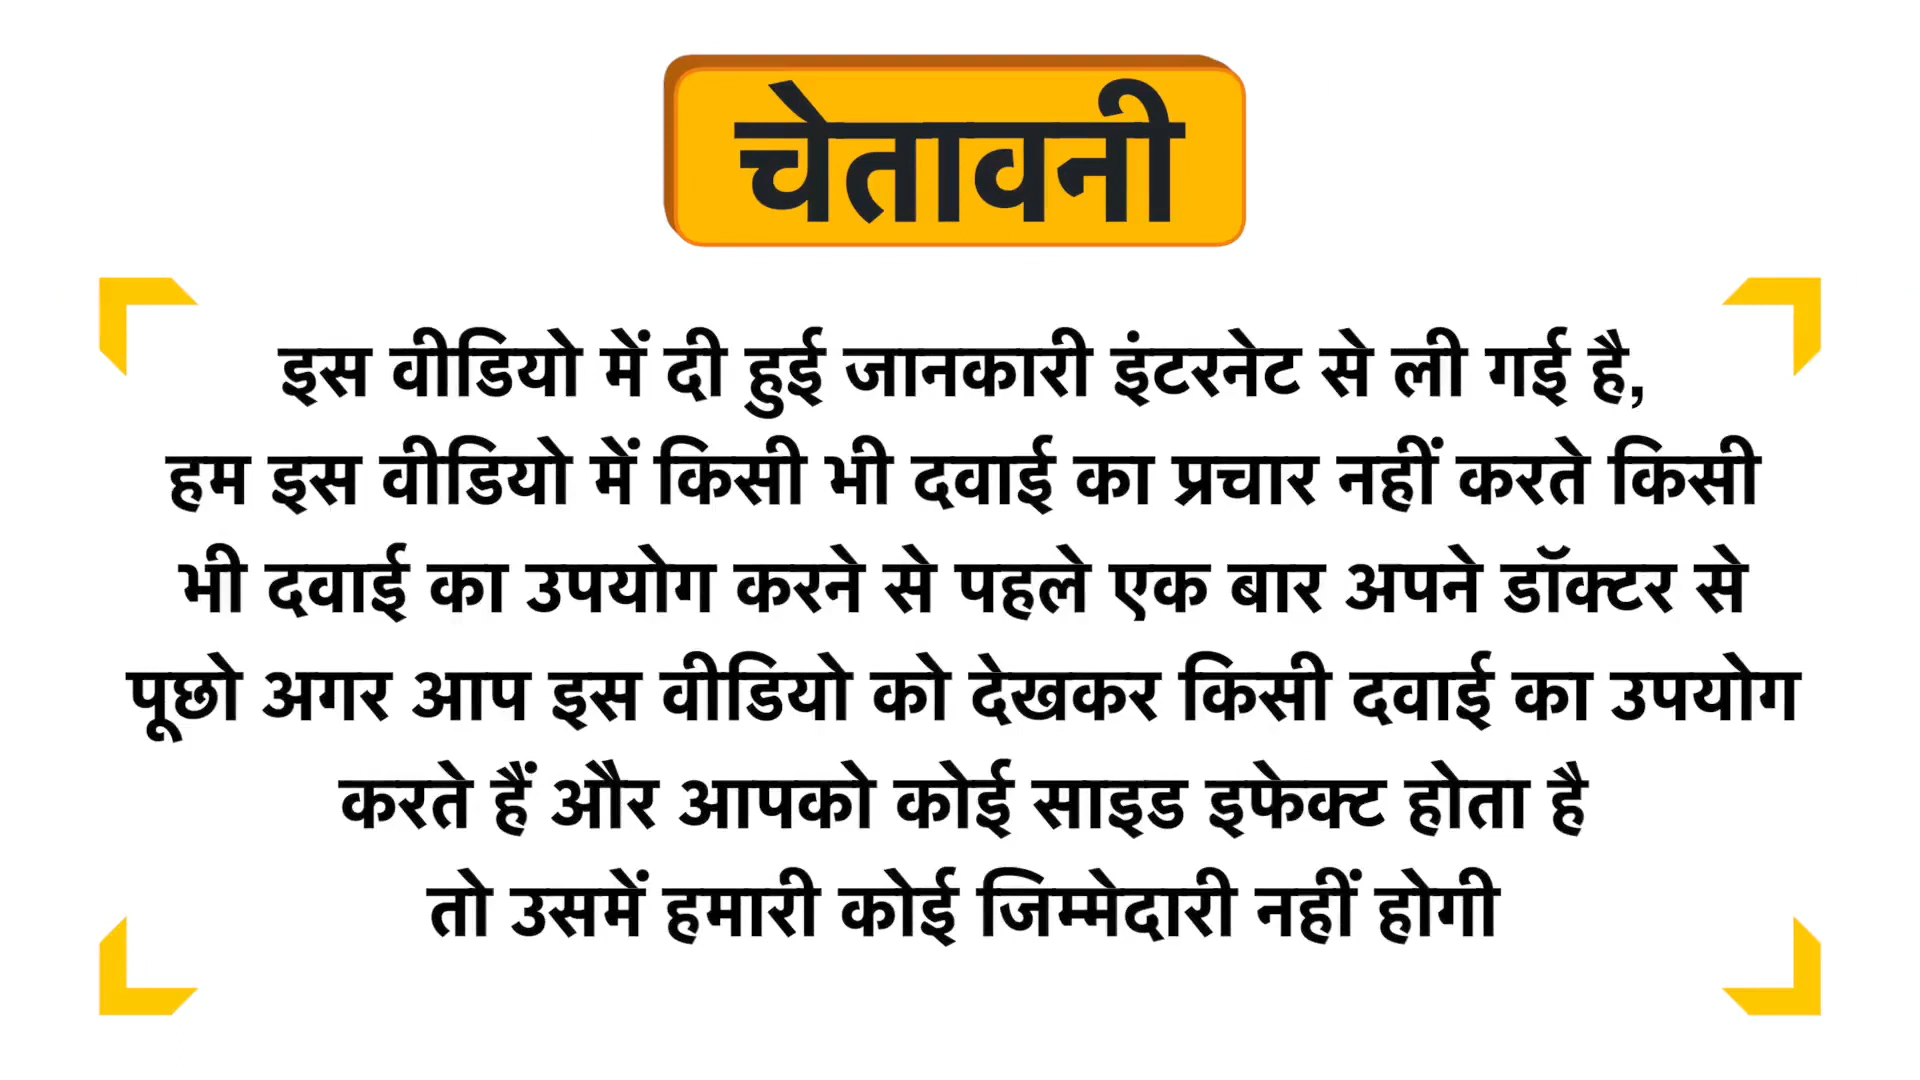 चेतावनी
इस वीडियो में दी हुई जानकारी इंटरनेट से ली गई है,
हम इस वीडियो में किसी भी दवाई का प्रचार नहीं करते किसी
भी दवाई का उपयोग करने से पहले एक बार अपने डॉक्टर से
पूछो अगर आप इस वीडियो को देखकर किसी दवाई का उपयोग
करते हैं और आपको कोई साइड इफेक्ट होता है
तो उसमें हमारी कोई जिम्मेदारी नहीं होगी